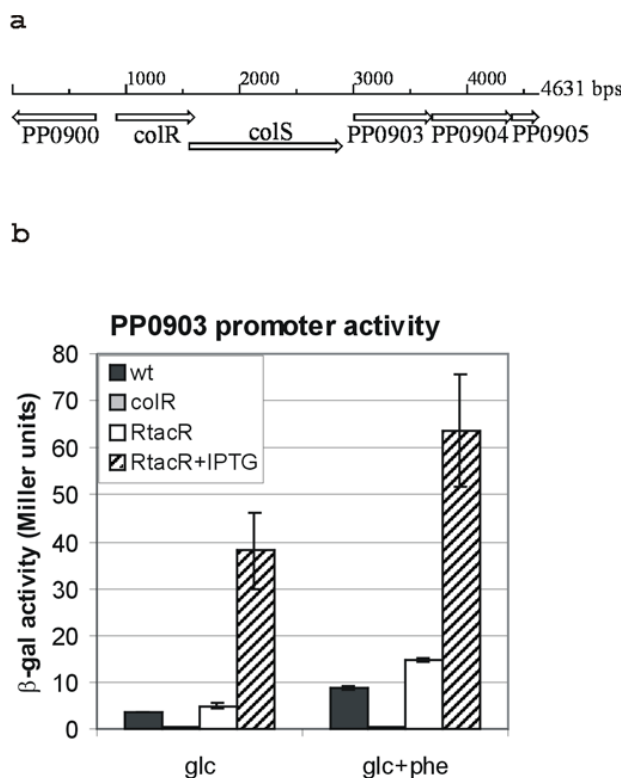 a
1000 2000 3000 4000 4631 bps
PP0900 colR colS PP0903 PP0904 PP0905
b
PP0903 promoter activity
80
70
60
50
40
30
20
10
0
β-gal activity (Miller units)
wt
colR
RtacR
RtacR+IPTG
glc glc+phe